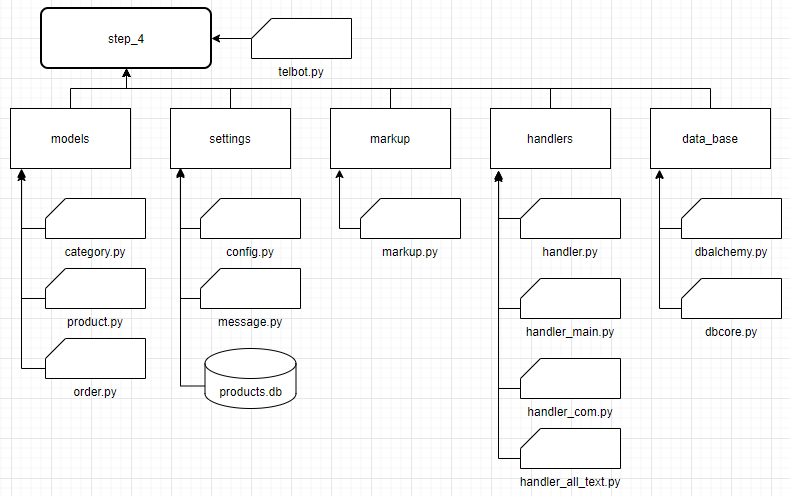 step_4
telbot.py
models
settings
markup
handlers
data_base
category.py
config.py
markup.py
handler.py
dbalchemy.py
product.py
message.py
handler_main.py
dbcore.py
order.py
products.db
handler_com.py
handler_all_text.py